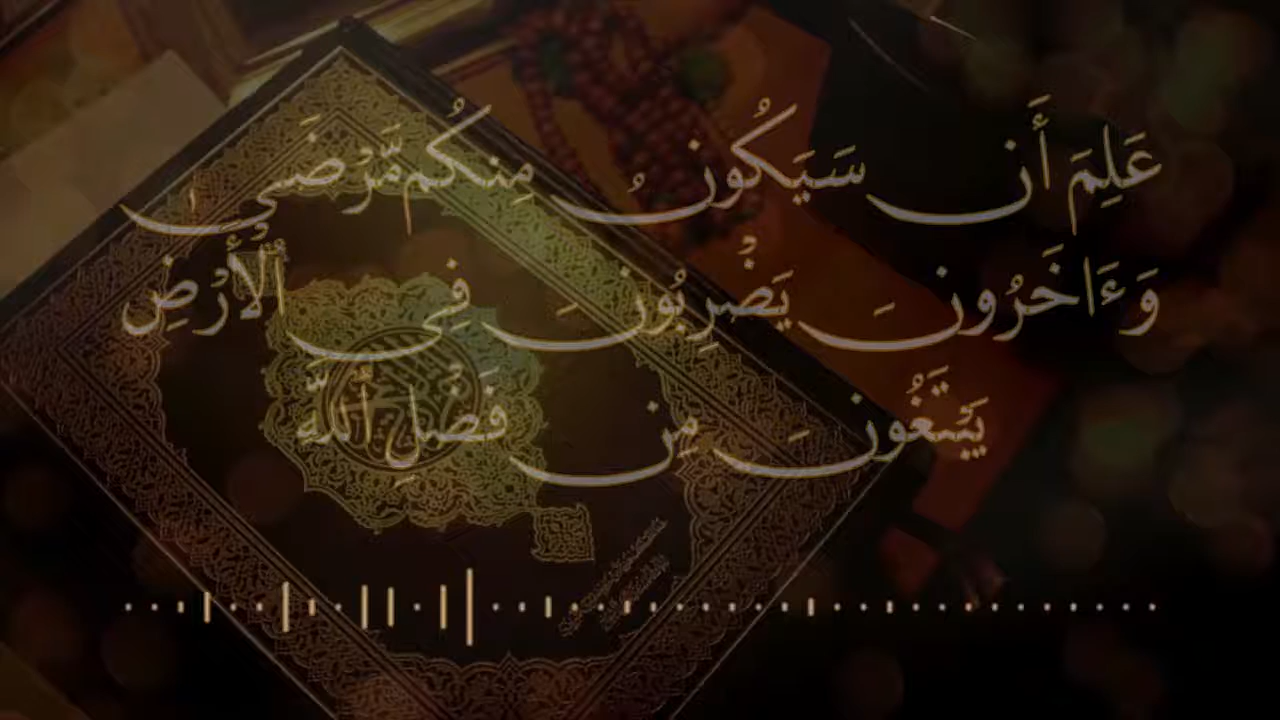 عَلِمَ أَن سَيَكُونُ مِنكُم مَّرْضَىٰ
وَءَاخَرُونَ يَضْرِبُونَ فِى ٱلْأَرْضِ
يَبْتَغُونَ مِن فَضْلِ ٱللَّهِ